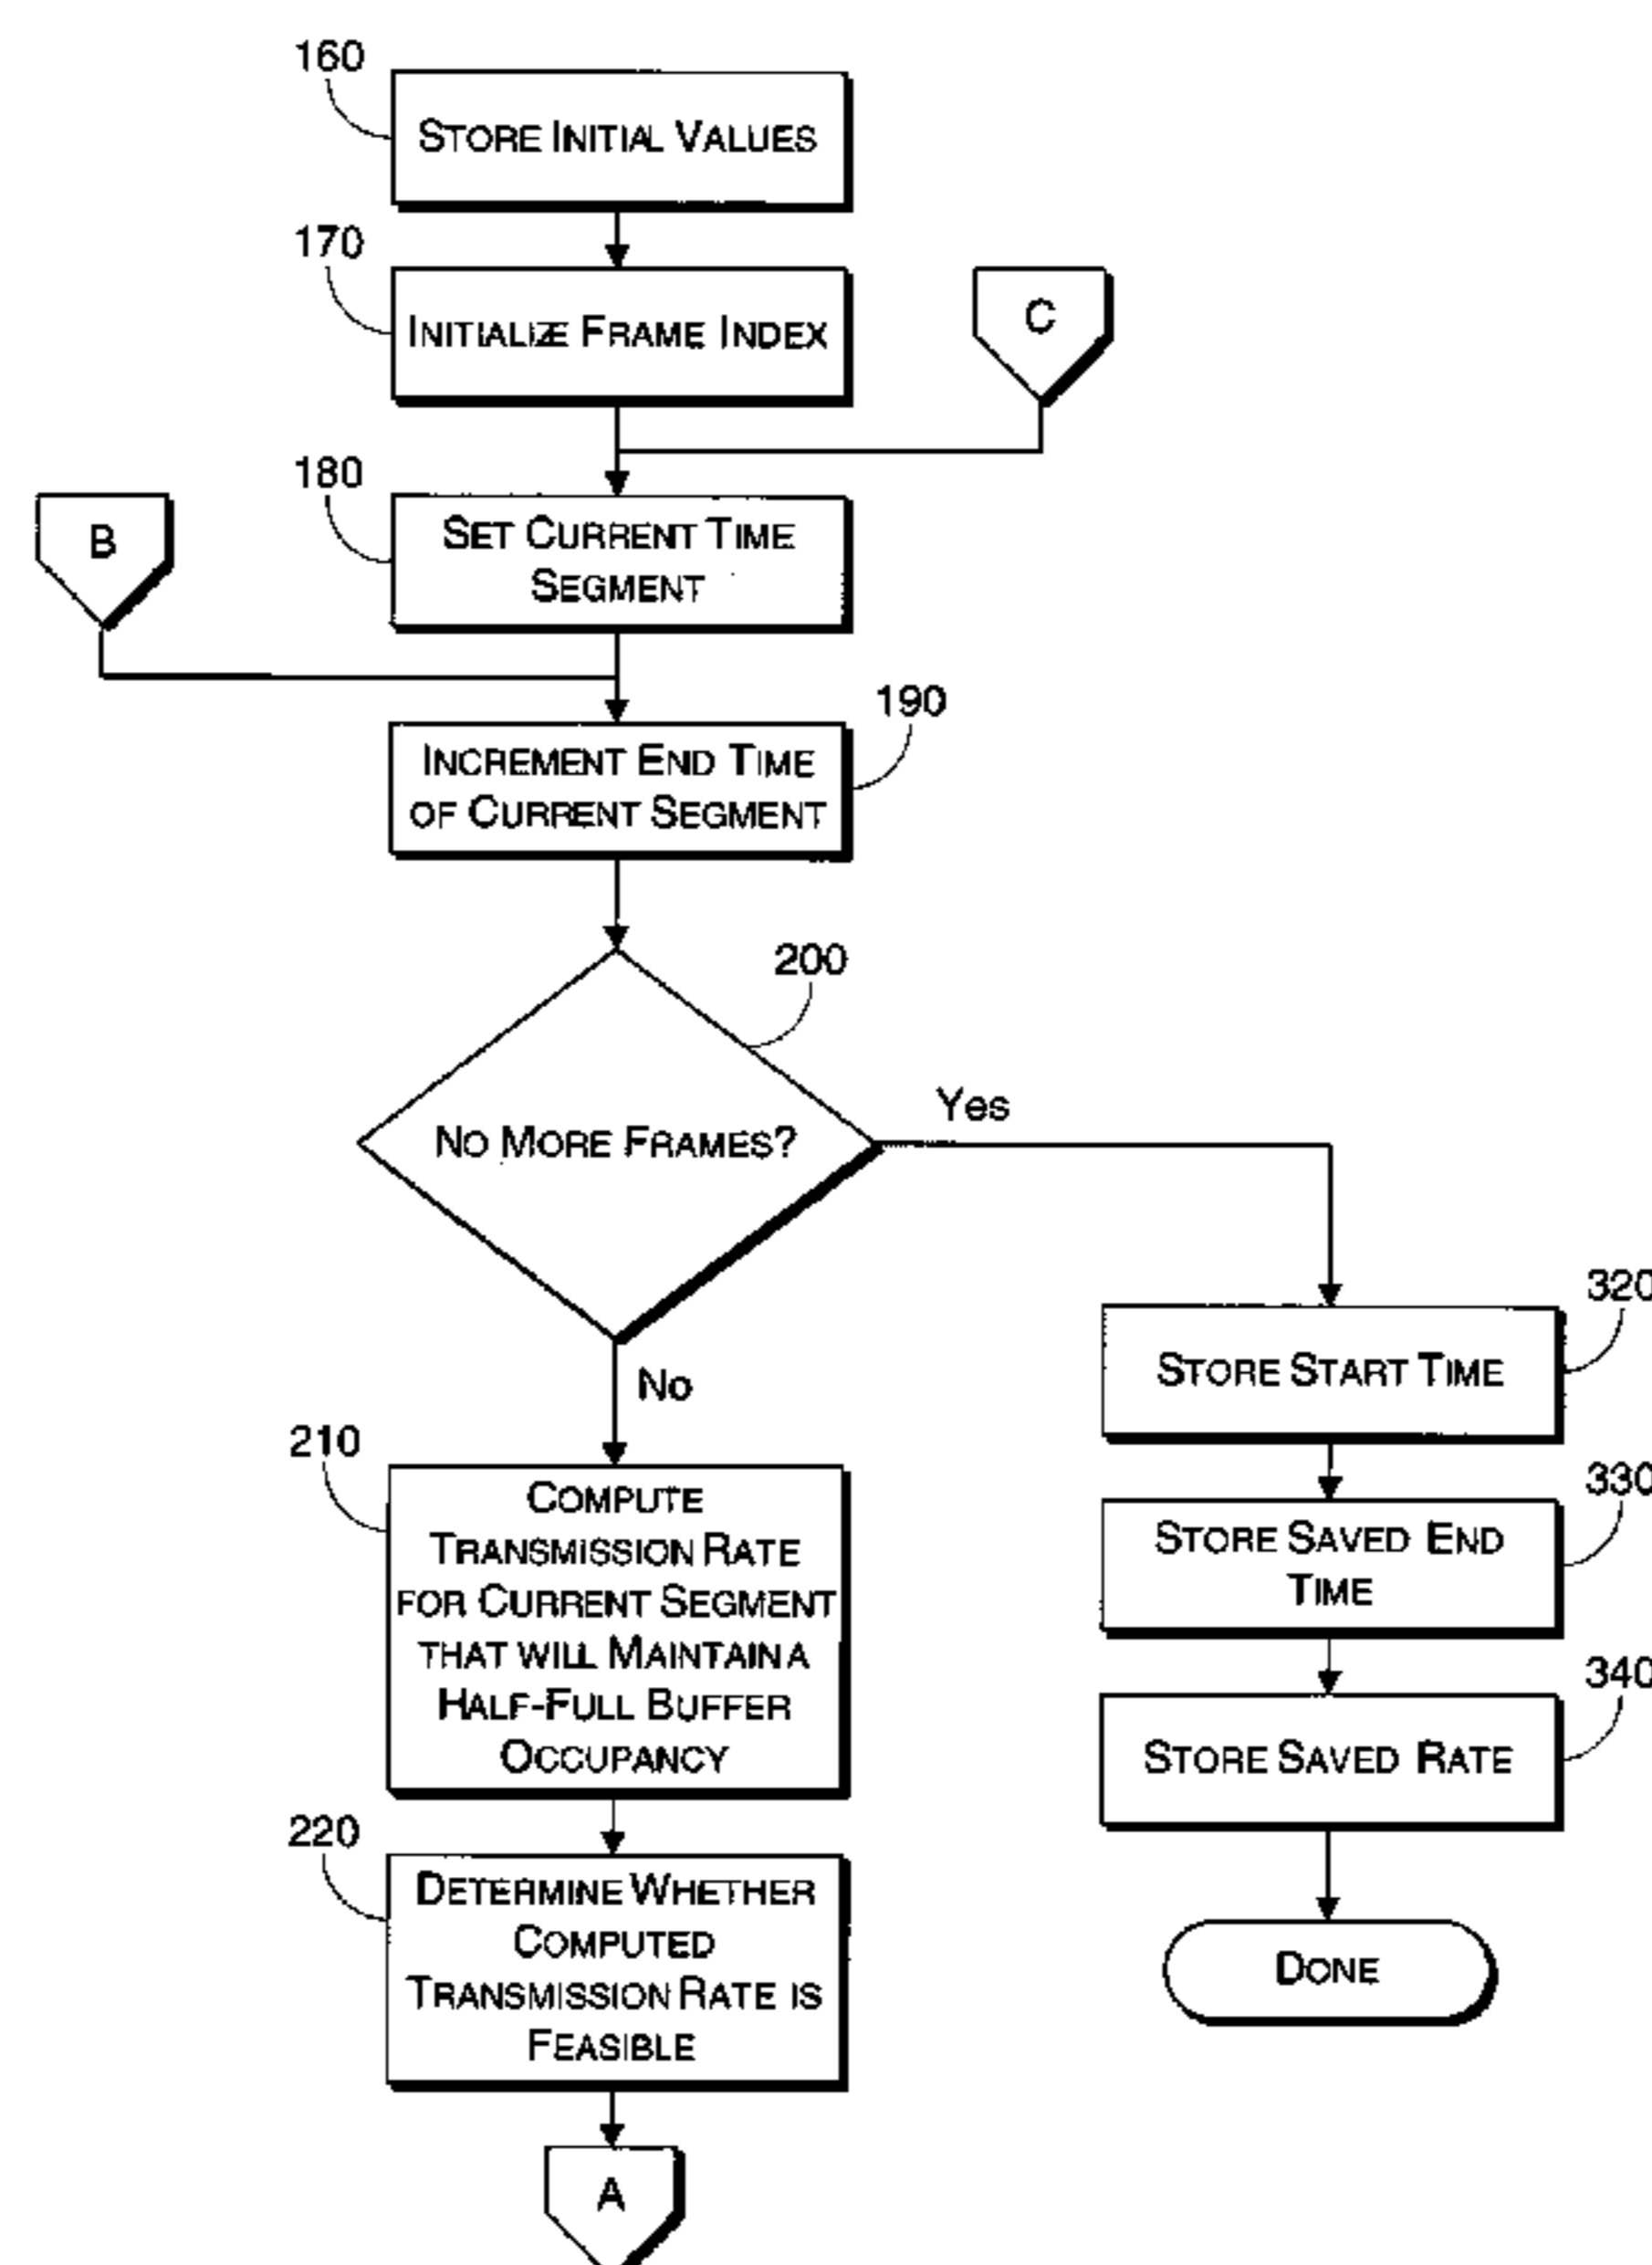 160
STORE INITIAL VALUES
170
INITIALIZE FRAME INDEX
C
180
SET CURRENT TIME
SEGMENT
B
190
INCREMENT END TIME
OF CURRENT SEGMENT
200
NO MORE FRAMES?
Yes
No
320
STORE START TIME
210
COMPUTE
TRANSMISSION RATE
FOR CURRENT SEGMENT
THAT WILL MAINTAIN A
HALF-FULL BUFFER
OCCUPANCY
330
STORE SAVED END
TIME
340
STORE SAVED RATE
220
DETERMINE WHETHER
COMPUTED
TRANSMISSION RATE IS
FEASIBLE
DONE
A